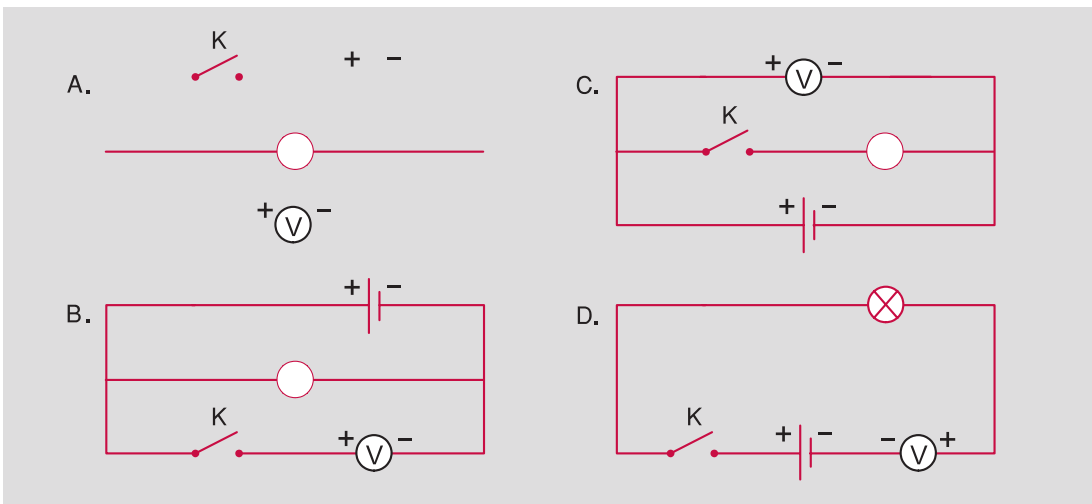 A.
K
+ −
+ V −
B.
+ −
K
+ V −
C.
+ V −
K
+ −
D.
K
+ −
− V +